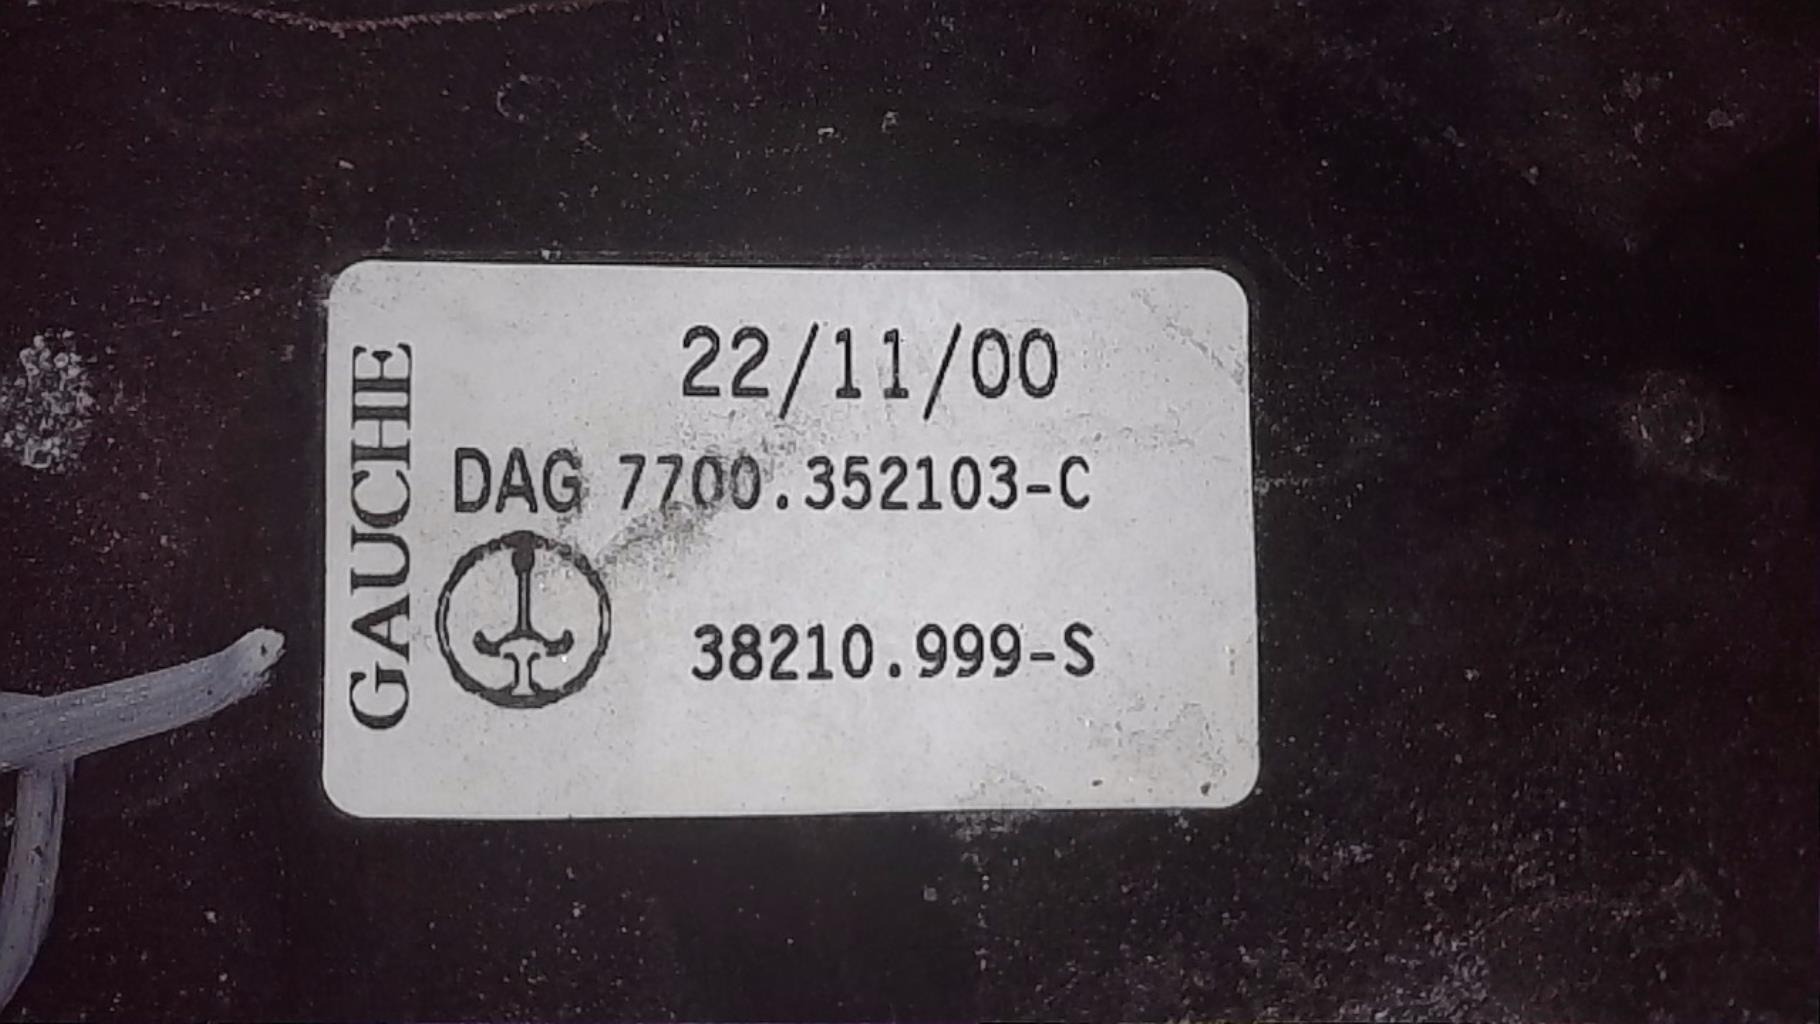 GAUCHE
22/11/00
DAG 7700.352103-C
38210.999-S